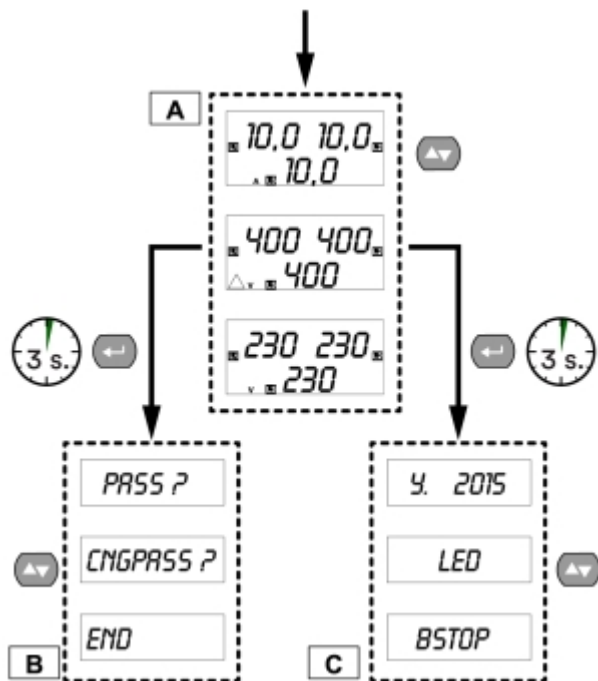 A
10,0 10,0
A 10,0
400 400
V 400
230 230
V 230
3 s.
3 s.
PASS ?
CNGPASS ?
END
B
Y. 2015
LED
BSTOP
C